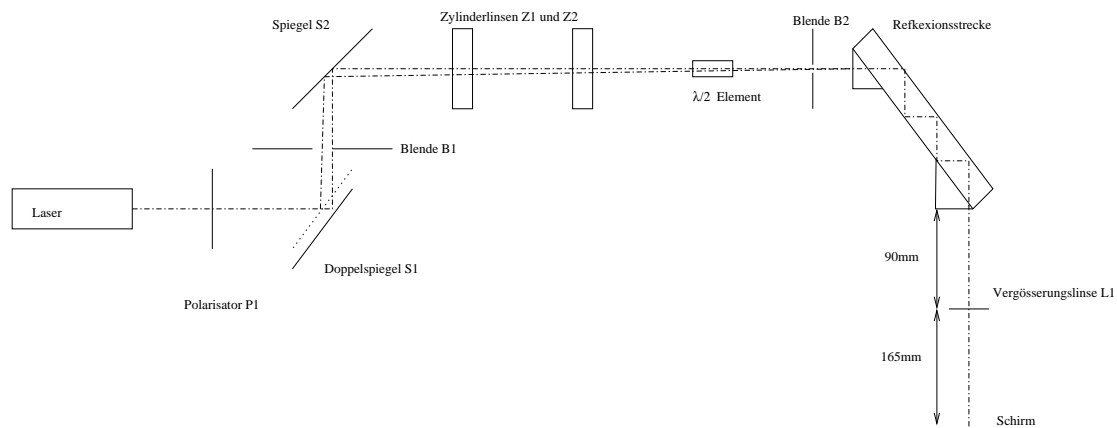 Spiegel S2
Zylinderlinsen Z1 und Z2
Blende B2
Refkexionsstrecke
λ/2 Element
Blende B1
Laser
Doppelspiegel S1
Polarisator P1
90mm
Vergösserungslinse L1
165mm
Schirm